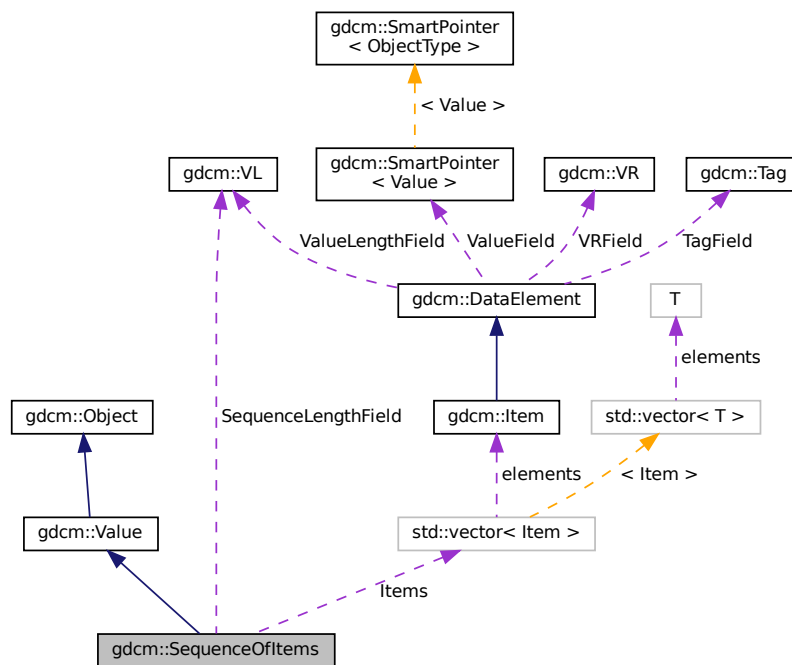 gdcm::SmartPointer
< ObjectType >
< Value >
gdcm::VL
gdcm::SmartPointer
< Value >
gdcm::VR
gdcm::Tag
ValueLengthField
ValueField
VRField
TagField
gdcm::DataElement
T
elements
gdcm::Object
SequenceLengthField
gdcm::Item
std::vector< T >
elements
< Item >
gdcm::Value
std::vector< Item >
Items
gdcm::SequenceOfItems